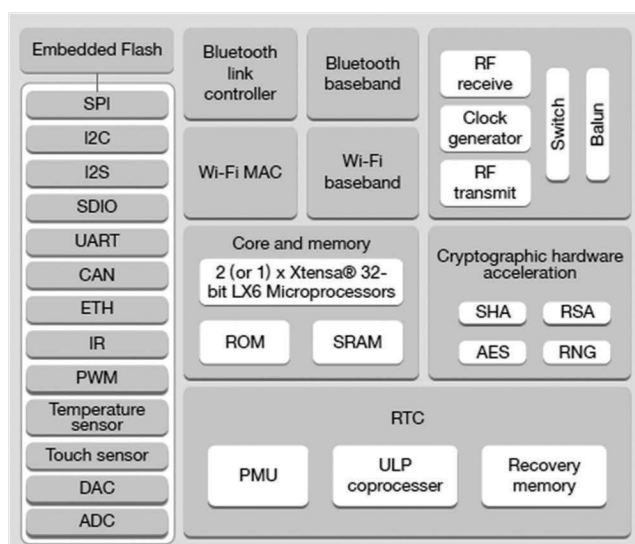 Embedded Flash
SPI
I2C
I2S
SDIO
UART
CAN
ETH
IR
PWM
Temperature
sensor
Touch sensor
DAC
ADC
Bluetooth
link
controller
Bluetooth
baseband
Wi-Fi MAC
Wi-Fi
baseband
RF
receive
Clock
generator
RF
transmit
Switch
Balun
Core and memory
2 (or 1) x Xtensa® 32-
bit LX6 Microprocessors
ROM
SRAM
Cryptographic hardware
acceleration
SHA
RSA
AES
RNG
RTC
PMU
ULP
coprocesser
Recovery
memory